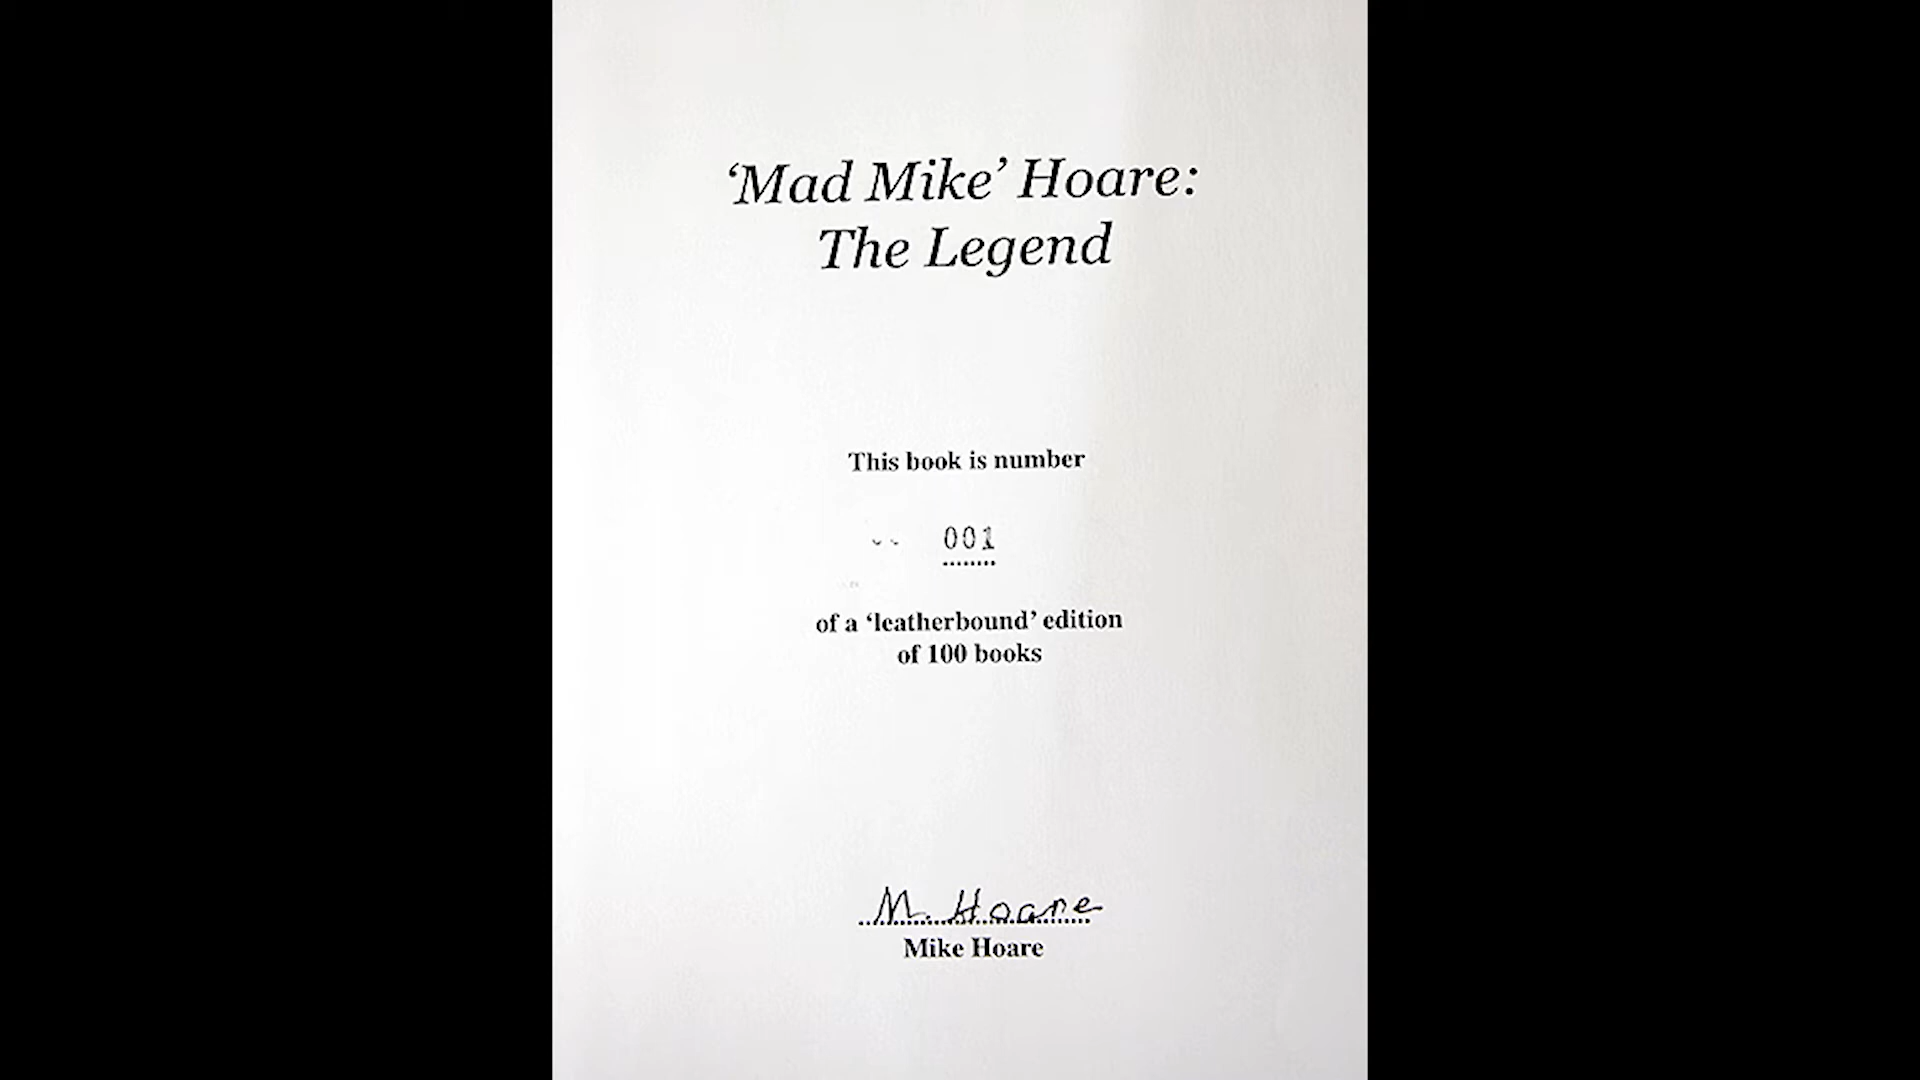 ‘Mad Mike’ Hoare:
The Legend
This book is number
001
of a ‘leatherbound’ edition
of 100 books
M. Hoare
Mike Hoare